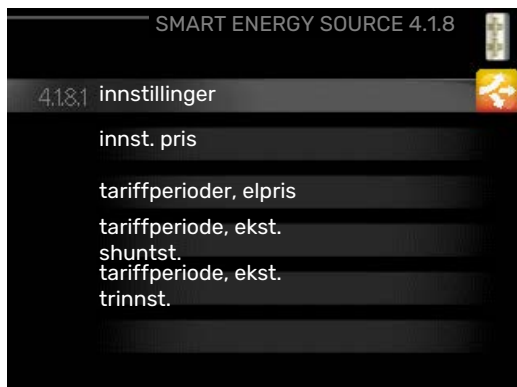 SMART ENERGY SOURCE 4.1.8
4.1.8.1 innstillinger
innst. pris
tariffperioder, elpris
tariffperiode, ekst.
shuntst.
tariffperiode, ekst.
trinnst.